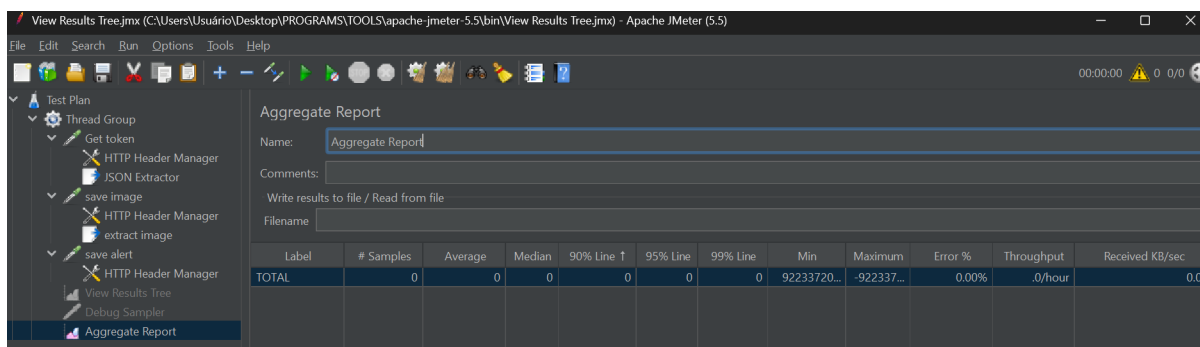 View Results Tree.jmx (C:\Users\Usuário\Desktop\PROGRAMS\TOOLS\apache-jmeter-5.5\bin\View Results Tree.jmx) - Apache JMeter (5.5)
File Edit Search Run Options Tools Help
00:00:00 0 0/0
Test Plan
Thread Group
Get token
HTTP Header Manager
JSON Extractor
save image
HTTP Header Manager
extract image
save alert
HTTP Header Manager
View Results Tree
Debug Sampler
Aggregate Report
Aggregate Report
Name: Aggregate Report
Comments:
Write results to file / Read from file
Filename
Label # Samples Average Median 90% Line ↑ 95% Line 99% Line Min Maximum Error % Throughput Received KB/sec
TOTAL 0 0 0 0 0 0 92233720... -922337... 0.00% .0/hour 0.0